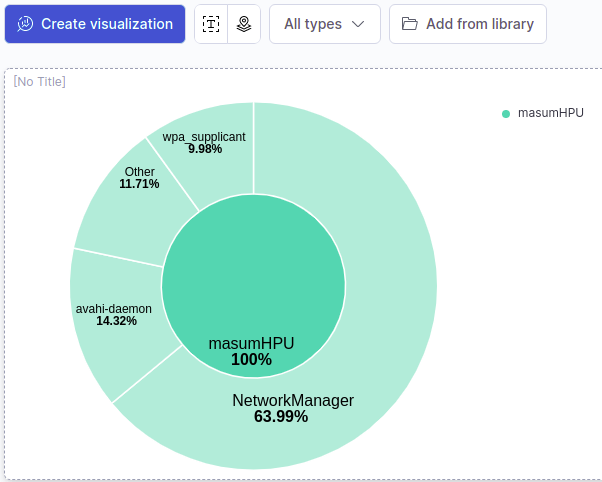 Create visualization
All types
Add from library
[No Title]
masumHPU
wpa_supplicant
9.98%
Other
11.71%
avahi-daemon
14.32%
masumHPU
100%
NetworkManager
63.99%